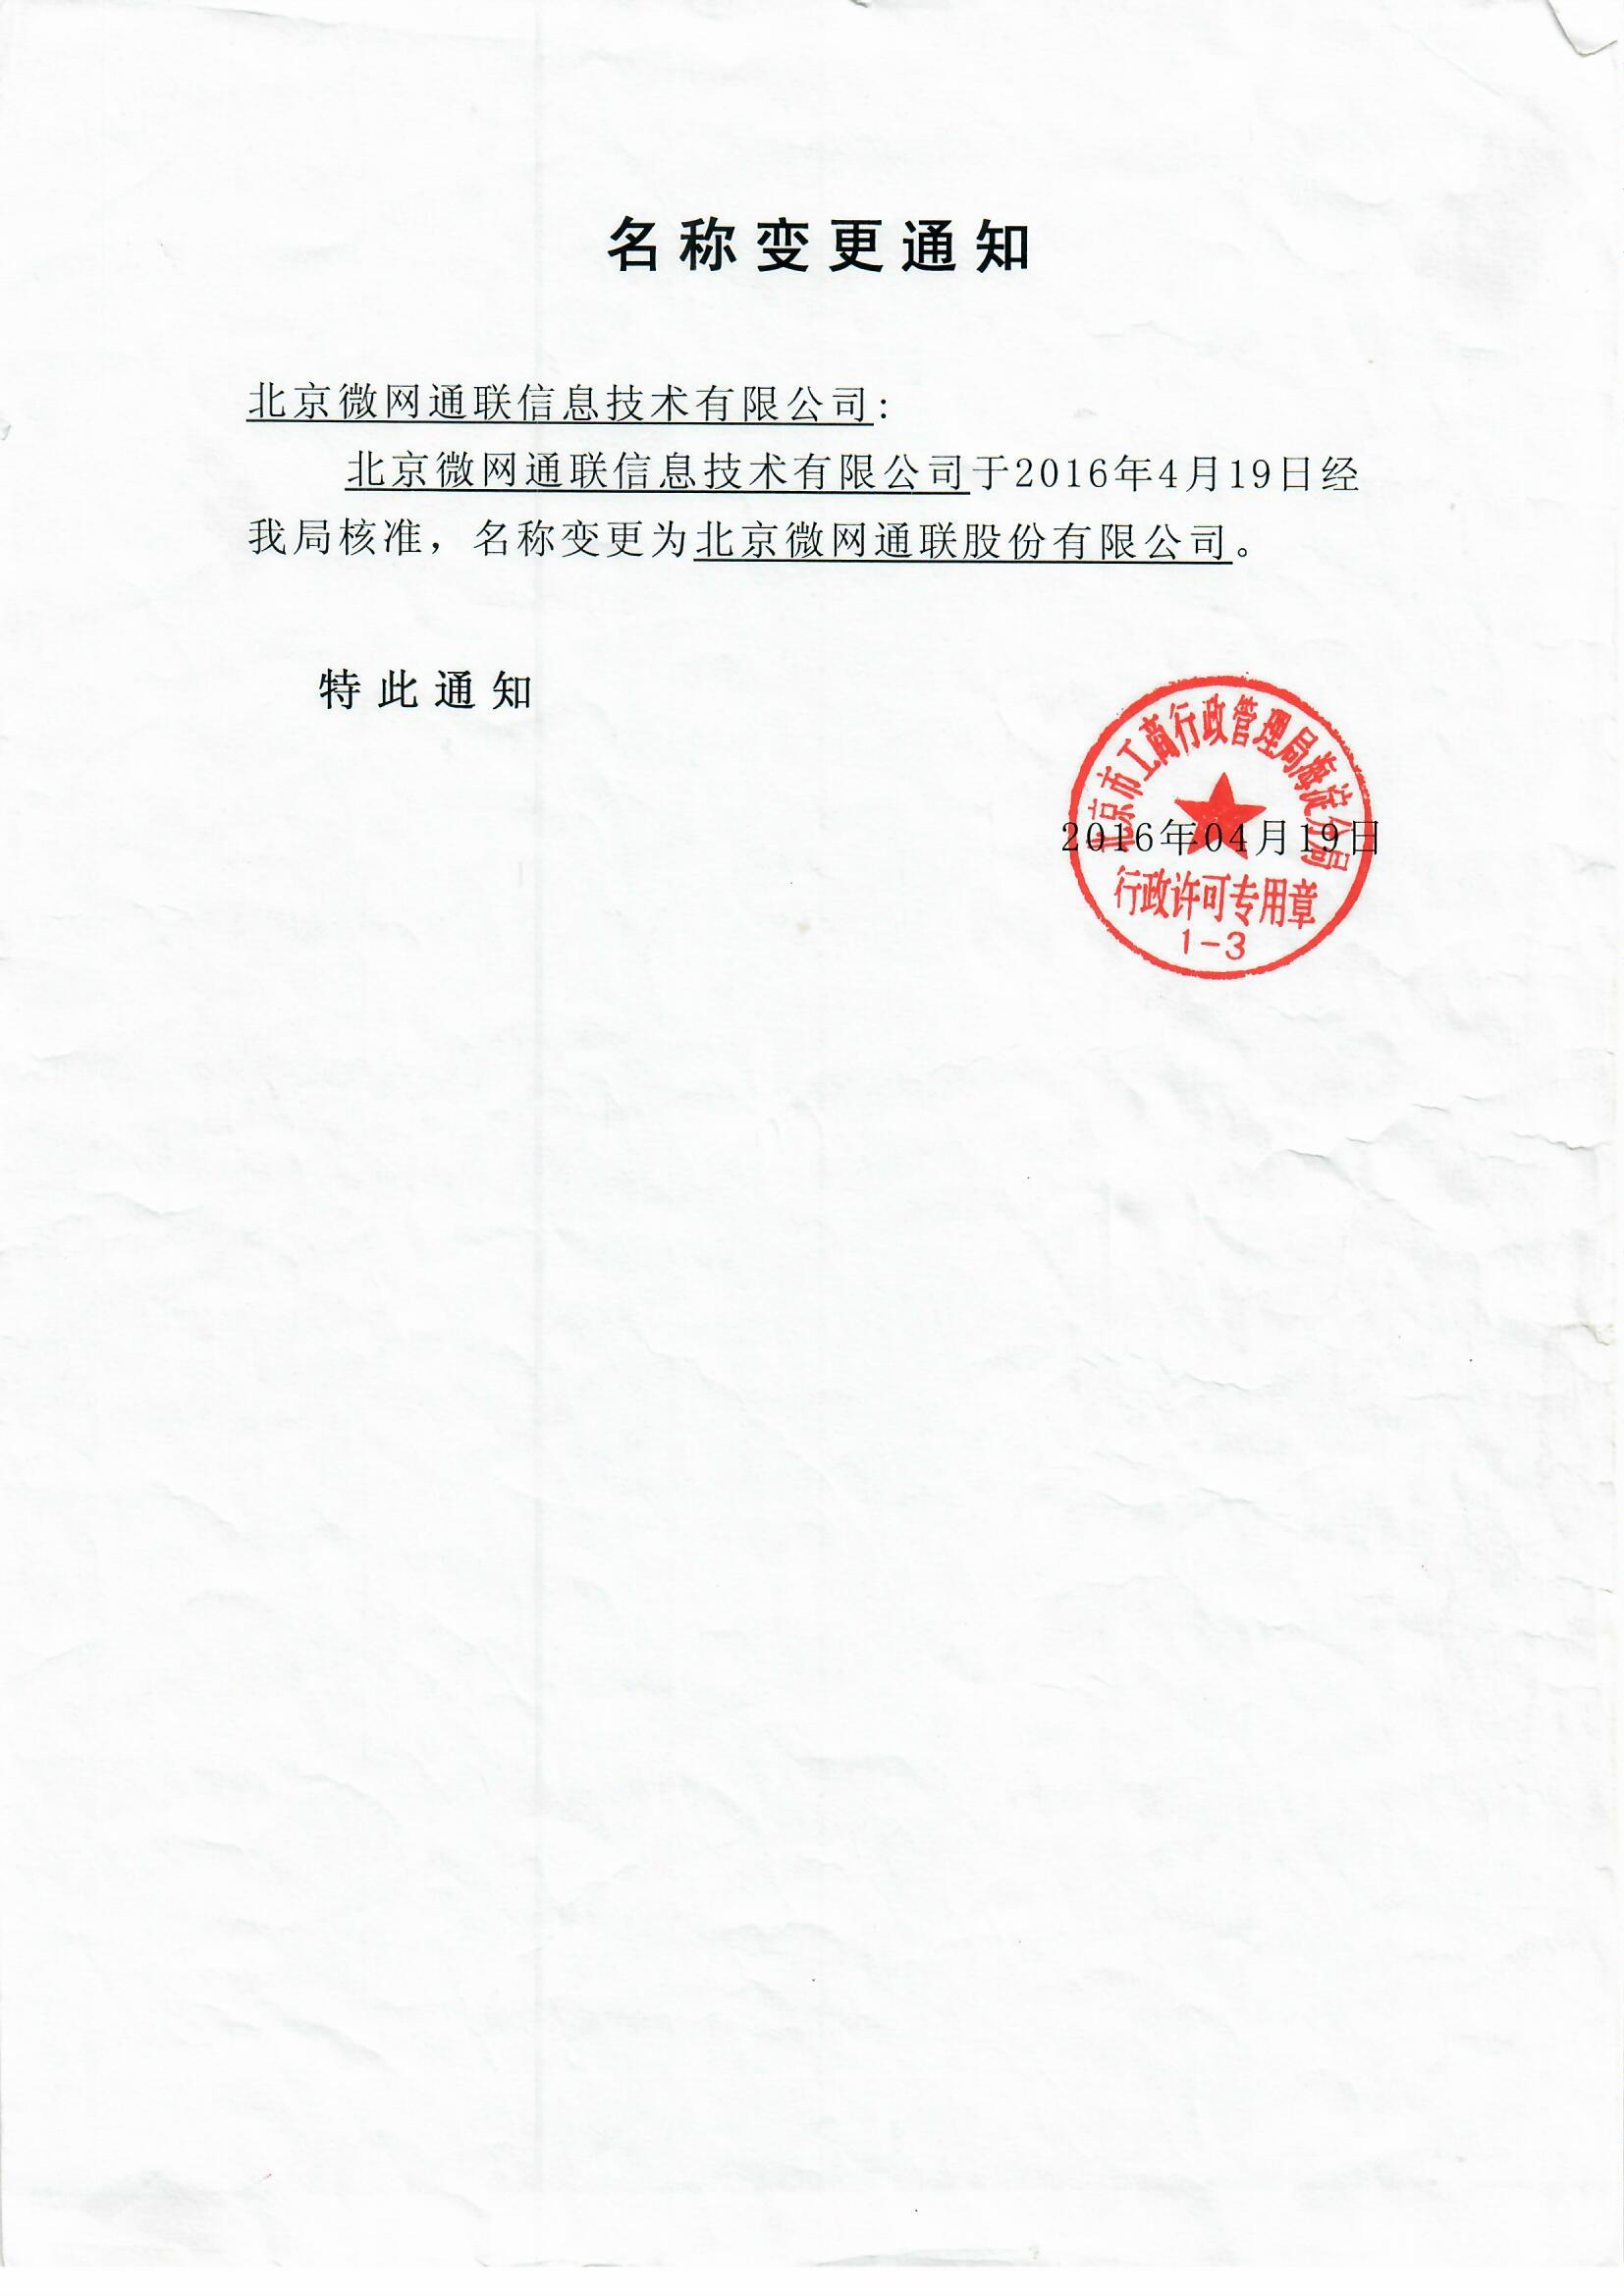 名称变更通知
北京微网通联信息技术有限公司:
北京微网通联信息技术有限公司于2016年4月19日经
我局核准，名称变更为北京微网通联股份有限公司。
特此通知
北京市工商行政管理局海淀分局
2016年04月19日
行政许可专用章
1-3